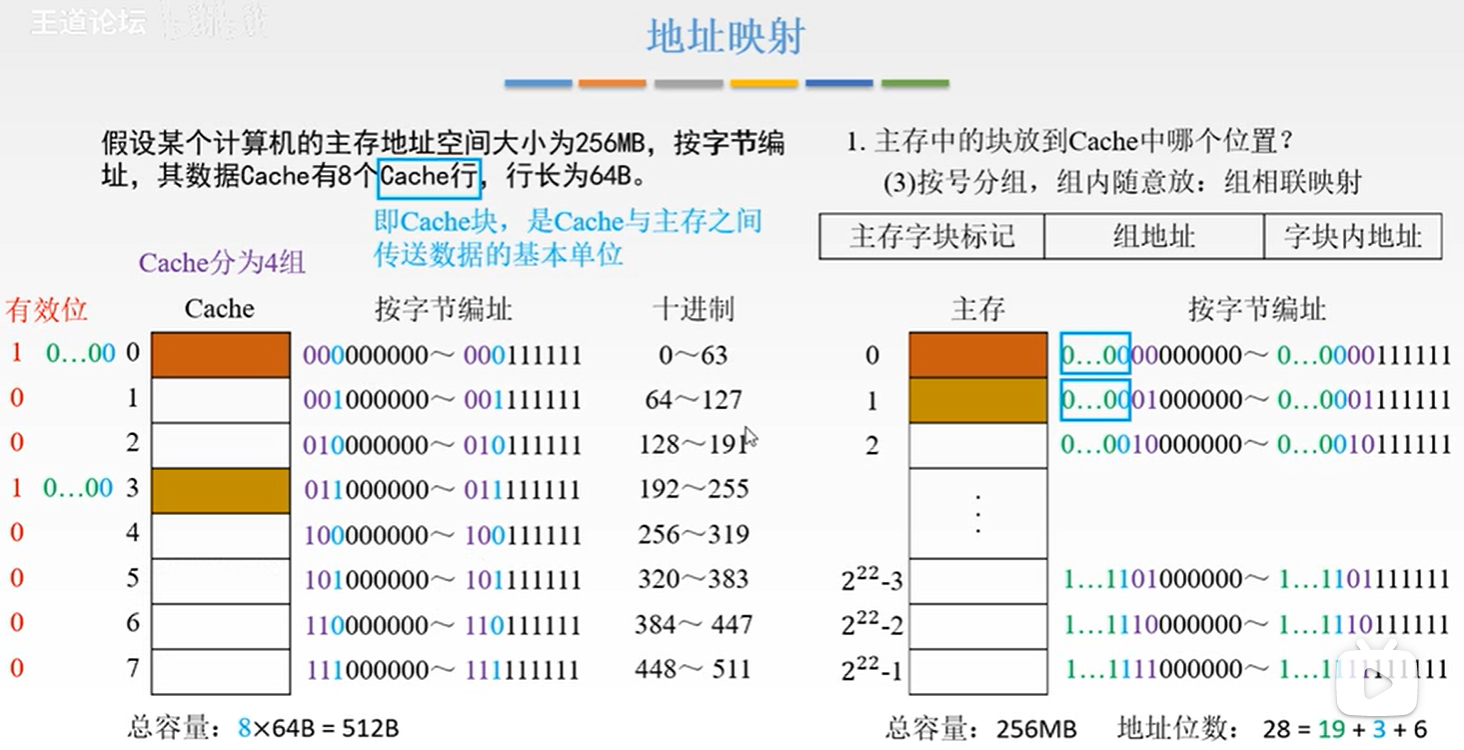 王道论坛
地址映射
假设某个计算机的主存地址空间大小为256MB，按字节编
址，其数据Cache有8个Cache行，行长为64B。
即Cache块，是Cache与主存之间
传送数据的基本单位
1. 主存中的块放到Cache中哪个位置？
(3)按号分组，组内随意放：组相联映射
主存字块标记 组地址 字块内地址
Cache分为4组
有效位 Cache 按字节编址 十进制 主存 按字节编址
1 0…00 0 000000000～ 000111111 0～63 0 0…0000000000～ 0…0000111111
0 1 001000000～ 001111111 64～127 1 0…0001000000～ 0…0001111111
0 2 010000000～ 010111111 128～191 2 0…0010000000～ 0…0010111111
1 0…00 3 011000000～ 011111111 192～255
0 4 100000000～ 100111111 256～319
0 5 101000000～ 101111111 320～383 2²²-3 1…1101000000～ 1…1101111111
0 6 110000000～ 110111111 384～ 447 2²²-2 1…1110000000～ 1…1110111111
0 7 111000000～ 111111111 448～ 511 2²²-1 1…1111000000～ 1…1111111111
总容量：8×64B = 512B 总容量：256MB 地址位数： 28 = 19 + 3 + 6